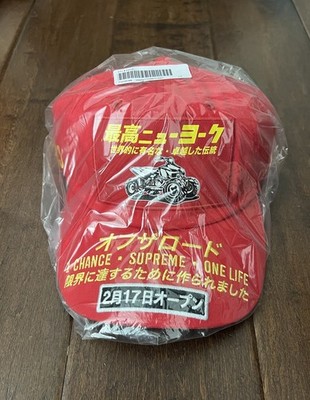 最高ニューヨーク
世界的に有名な・卓越した伝統
オフザロード
CHANCE • SUPREME • ONE LIFE
限界に達するために作られました
2月17日オープン